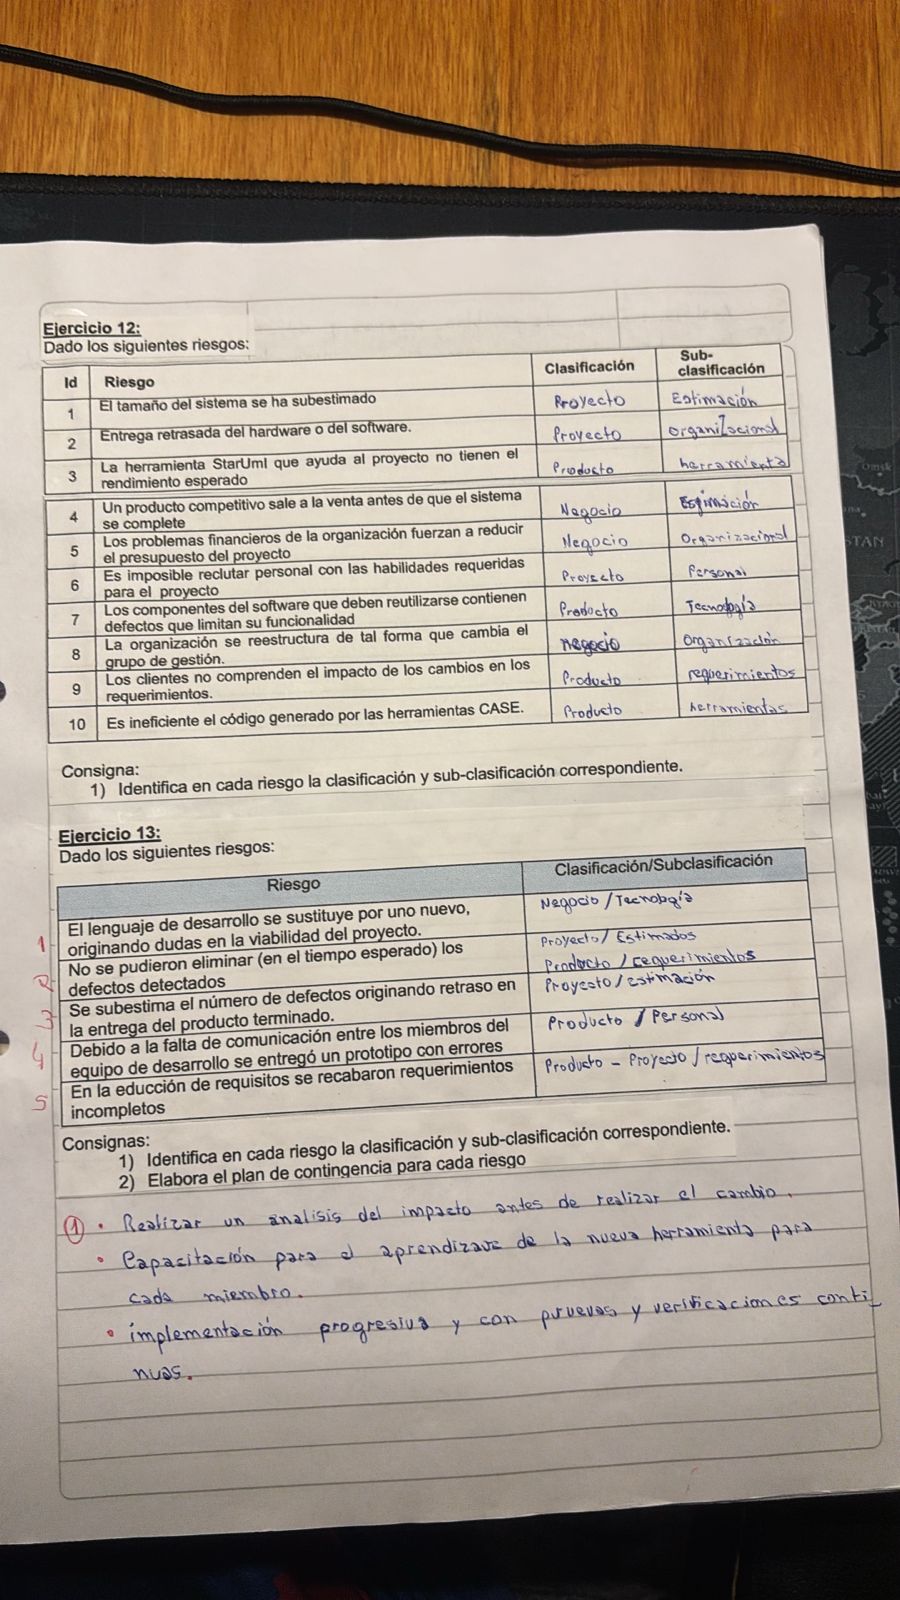 Ejercicio 12:
Dado los siguientes riesgos:
Id Riesgo Clasificación Sub-clasificación
1 El tamaño del sistema se ha subestimado Proyecto Estimación
2 Entrega retrasada del hardware o del software. Proyecto organizacional
3 La herramienta StarUml que ayuda al proyecto no tienen el Producto herramienta
rendimiento esperado
4 Un producto competitivo sale a la venta antes de que el sistema Negocio Estimación
se complete
5 Los problemas financieros de la organización fuerzan a reducir Negocio Organizacional
el presupuesto del proyecto
6 Es imposible reclutar personal con las habilidades requeridas Proyecto Personal
para el proyecto
7 Los componentes del software que deben reutilizarse contienen Producto Tecnología
defectos que limitan su funcionalidad
8 La organización se reestructura de tal forma que cambia el negocio Organización
grupo de gestión.
9 Los clientes no comprenden el impacto de los cambios en los Producto requerimientos
requerimientos.
10 Es ineficiente el código generado por las herramientas CASE. Producto herramientas
Consigna:
1) Identifica en cada riesgo la clasificación y sub-clasificación correspondiente.
Ejercicio 13:
Dado los siguientes riesgos:
Riesgo Clasificación/Subclasificación
1 El lenguaje de desarrollo se sustituye por uno nuevo, Negocio / Tecnología
originando dudas en la viabilidad del proyecto.
2 No se pudieron eliminar (en el tiempo esperado) los Proyecto / Estimados
defectos detectados Producto / requerimientos
3 Se subestima el número de defectos originando retraso en Proyecto / estimación
la entrega del producto terminado.
4 Debido a la falta de comunicación entre los miembros del Producto / Personal
equipo de desarrollo se entregó un prototipo con errores
5 En la educción de requisitos se recabaron requerimientos Producto - Proyecto / requerimientos
incompletos
Consignas:
1) Identifica en cada riesgo la clasificación y sub-clasificación correspondiente.
2) Elabora el plan de contingencia para cada riesgo
1 • Realizar un analisis del impacto antes de realizar el cambio.
• Capacitación para el aprendizaje de la nueva herramienta para
cada miembro.
• implementación progresiva y con pruevas y verificaciones conti_
nuas.
Omsk
STAN